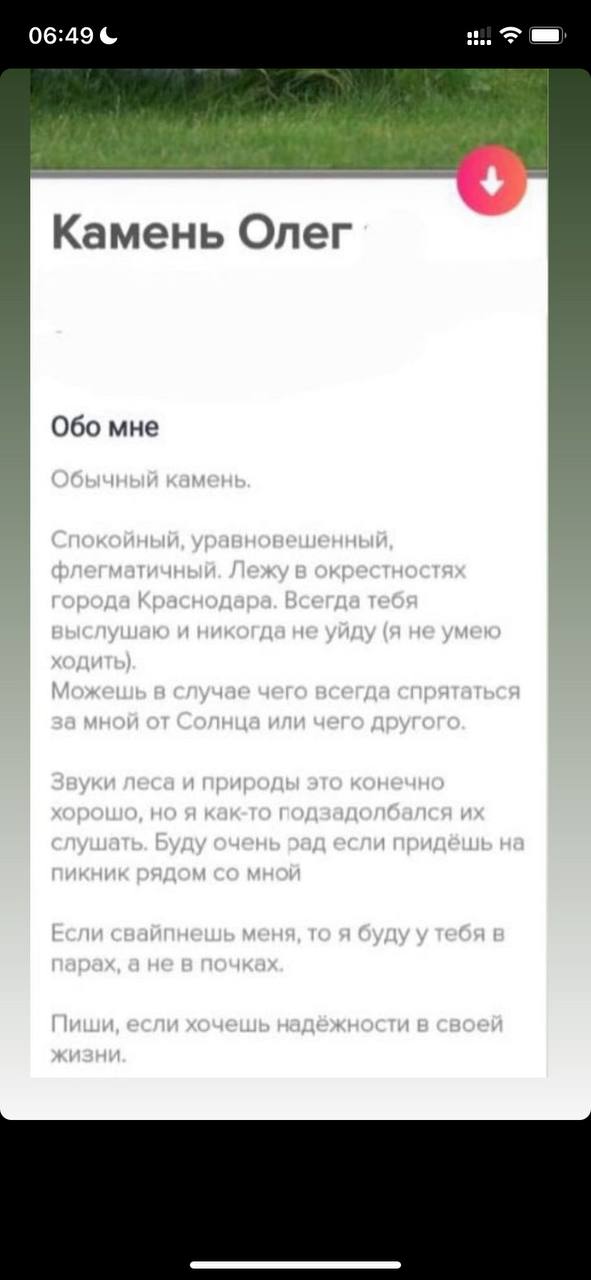 06:49
Камень Олег
Обо мне
Обычный камень.
Спокойный, уравновешенный,
флегматичный. Лежу в окрестностях
города Краснодара. Всегда тебя
выслушаю и никогда не уйду (я не умею
ходить).
Можешь в случае чего всегда спрятаться
за мной от Солнца или чего другого.
Звуки леса и природы это конечно
хорошо, но я как-то подзадолбался их
слушать. Буду очень рад если придёшь на
пикник рядом со мной
Если свайпнешь меня, то я буду у тебя в
парах, а не в почках.
Пиши, если хочешь надёжности в своей
жизни.